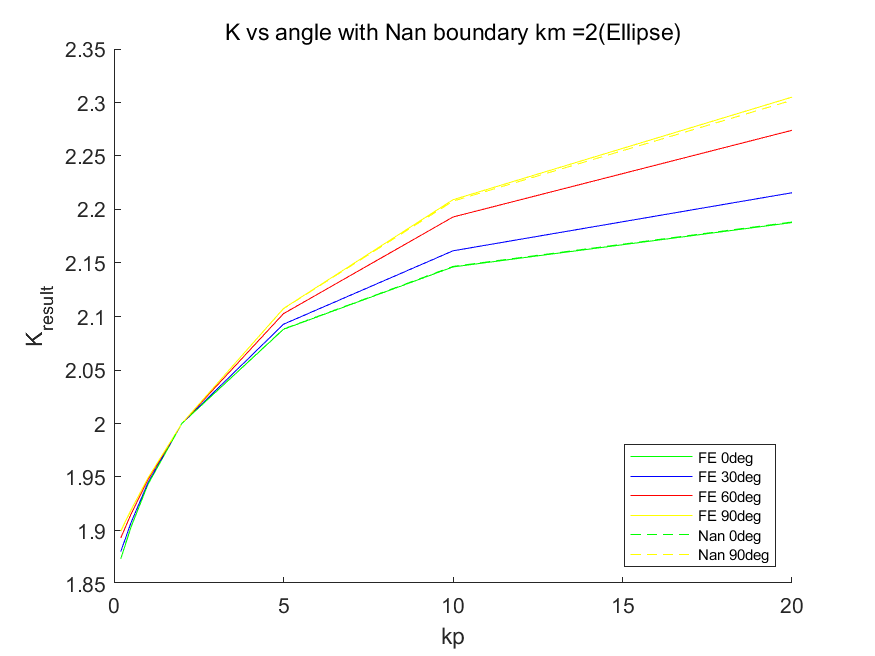 K vs angle with Nan boundary km =2(Ellipse)
2.35
2.3
2.25
2.2
2.15
2.1
2.05
2
1.95
1.9
1.85
K_result
0
5
10
15
20
kp
FE 0deg
FE 30deg
FE 60deg
FE 90deg
Nan 0deg
Nan 90deg